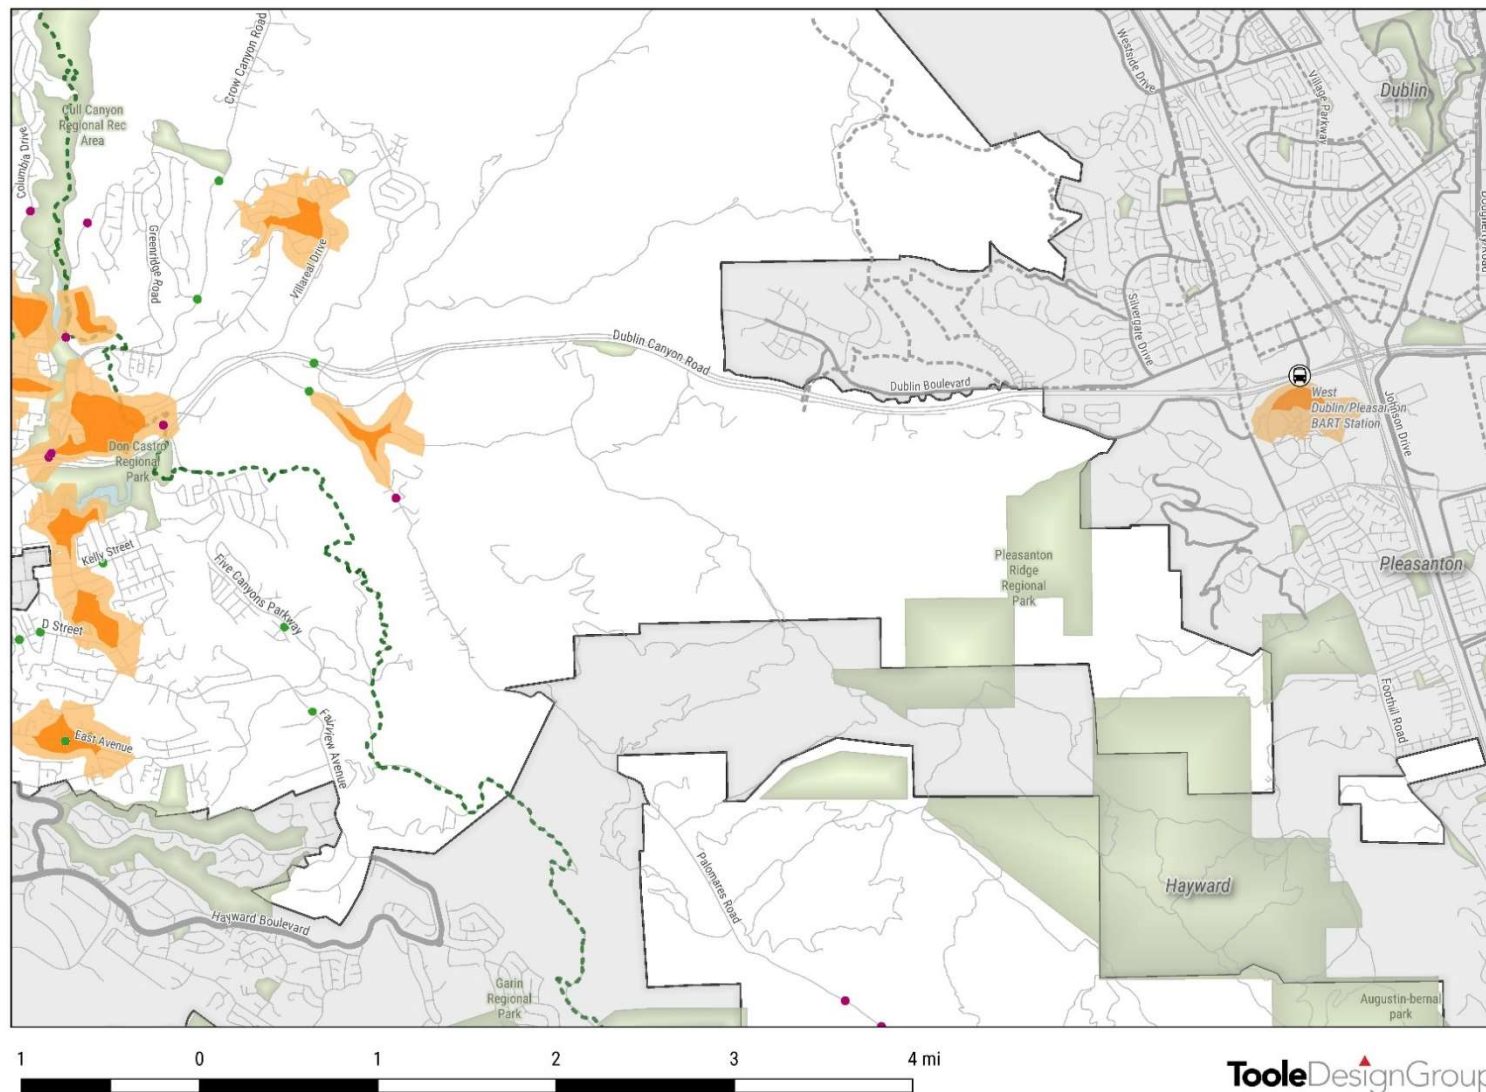 Crow Canyon Road
Westside Drive
Village Parkway
Dublin
Cull Canyon
Regional Rec
Area
Columbia Drive
Dougherty Road
Greenridge Road
Villareal Drive
Silvergate Drive
Dublin Canyon Road
Dublin Boulevard
West
Dublin/Pleasanton
BART Station
Johnson Drive
Don Castro
Regional
Park
Kelly Street
Five Canyons Parkway
Pleasanton
Ridge
Regional
Park
Pleasanton
D Street
Foothill Road
East Avenue
Fairview Avenue
Palomares Road
Hayward
Hayward Boulevard
Garin
Regional
Park
Augustin-bernal
park
1 0 1 2 3 4 mi
TooleDesignGroup